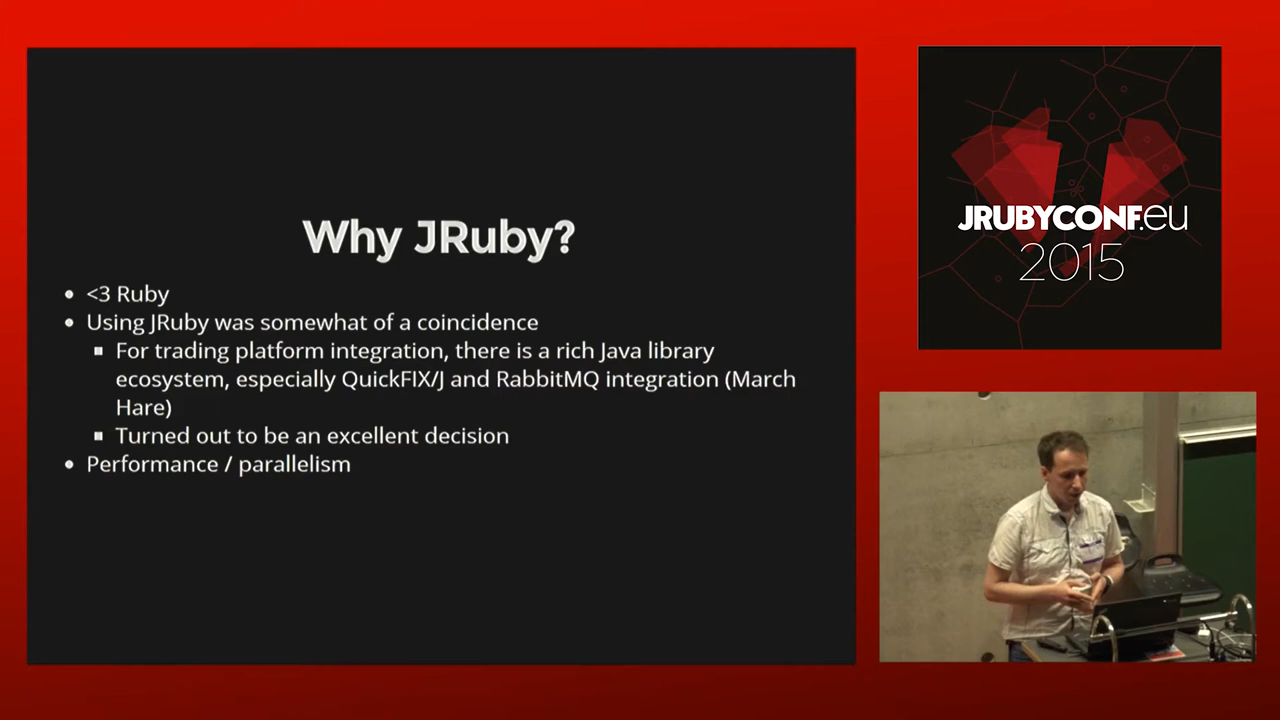 Why JRuby?
<3 Ruby
Using JRuby was somewhat of a coincidence
For trading platform integration, there is a rich Java library
ecosystem, especially QuickFIX/J and RabbitMQ integration (March
Hare)
Turned out to be an excellent decision
Performance / parallelism
JRUBYCONF.eu
2015